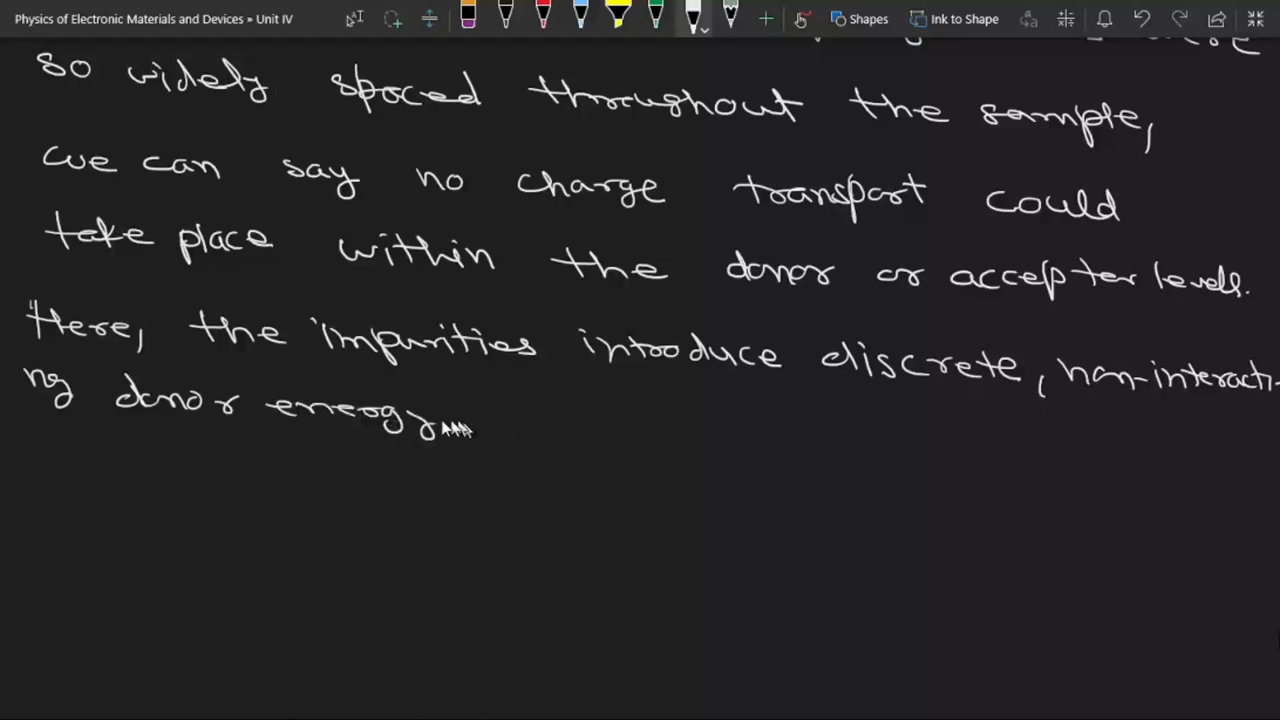 Physics of Electronic Materials and Devices » Unit IV
Shapes
Ink to Shape
so widely spaced throughout the sample,
we can say no charge transport could
take place within the donor or accepter levels.
Here, the impurities introduce discrete, non-interacti-
ng donor energy